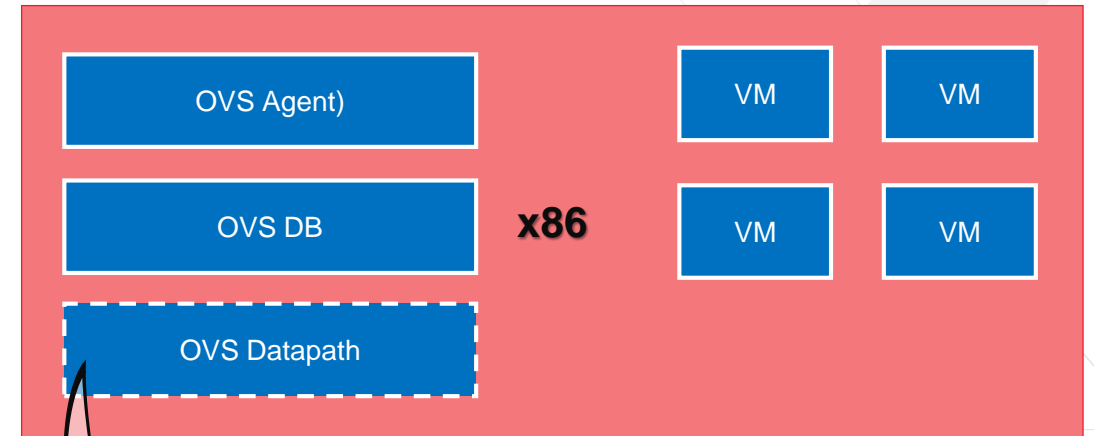 OVS Agent)
VM
VM
OVS DB
x86
VM
VM
OVS Datapath